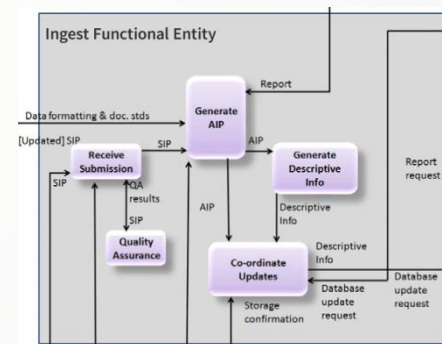 Ingest Functional Entity
Report
Generate
AIP
Data formatting & doc. stds
[Updated] SIP
SIP
AIP
Receive
Submission
Generate
Descriptive
Info
Report
request
SIP
QA
results
SIP
AIP
Descriptive
Info
Quality
Assurance
Co-ordinate
Updates
Descriptive
Info
Database
update
request
Database
update
request
Storage
confirmation